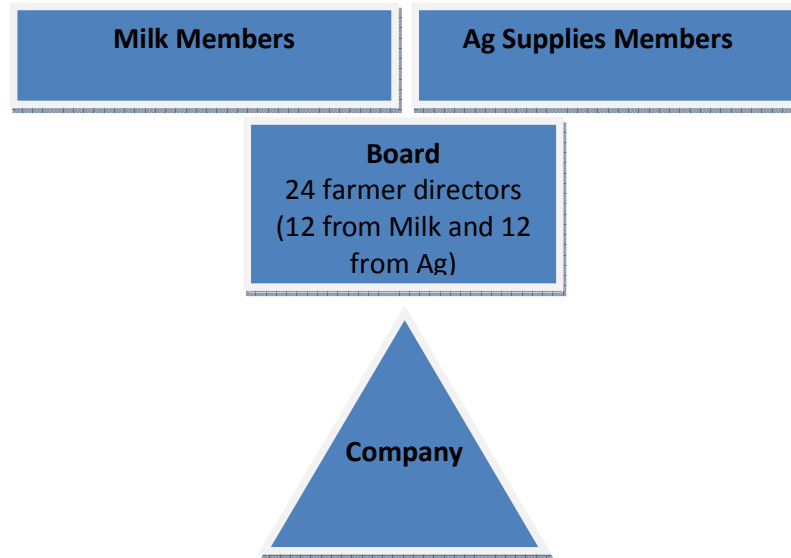 Milk Members
Ag Supplies Members
Board
24 farmer directors
(12 from Milk and 12
from Ag)
Company